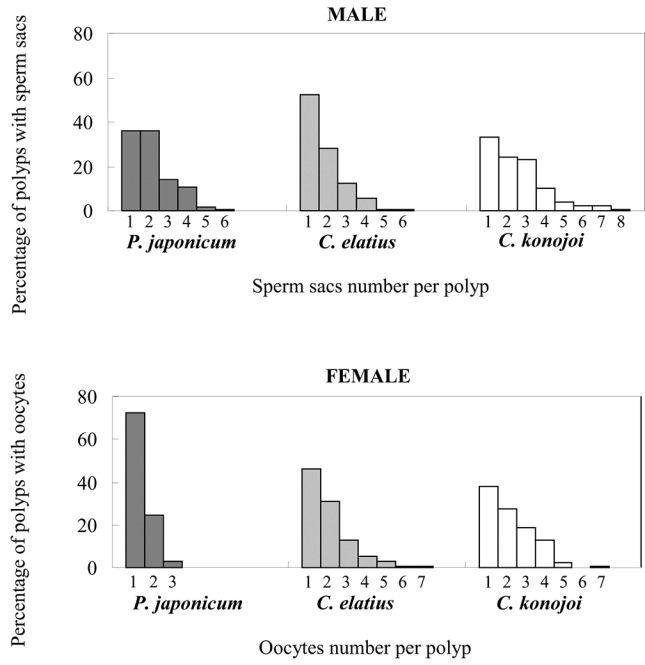 MALE
Percentage of polyps with sperm sacs
80
60
40
20
0
1 2 3 4 5 6 1 2 3 4 5 6 1 2 3 4 5 6 7 8
P. japonicum C. elatius C. konojoi
Sperm sacs number per polyp
FEMALE
Percentage of polyps with oocytes
80
60
40
20
0
1 2 3 1 2 3 4 5 6 7 1 2 3 4 5 6 7
P. japonicum C. elatius C. konojoi
Oocytes number per polyp